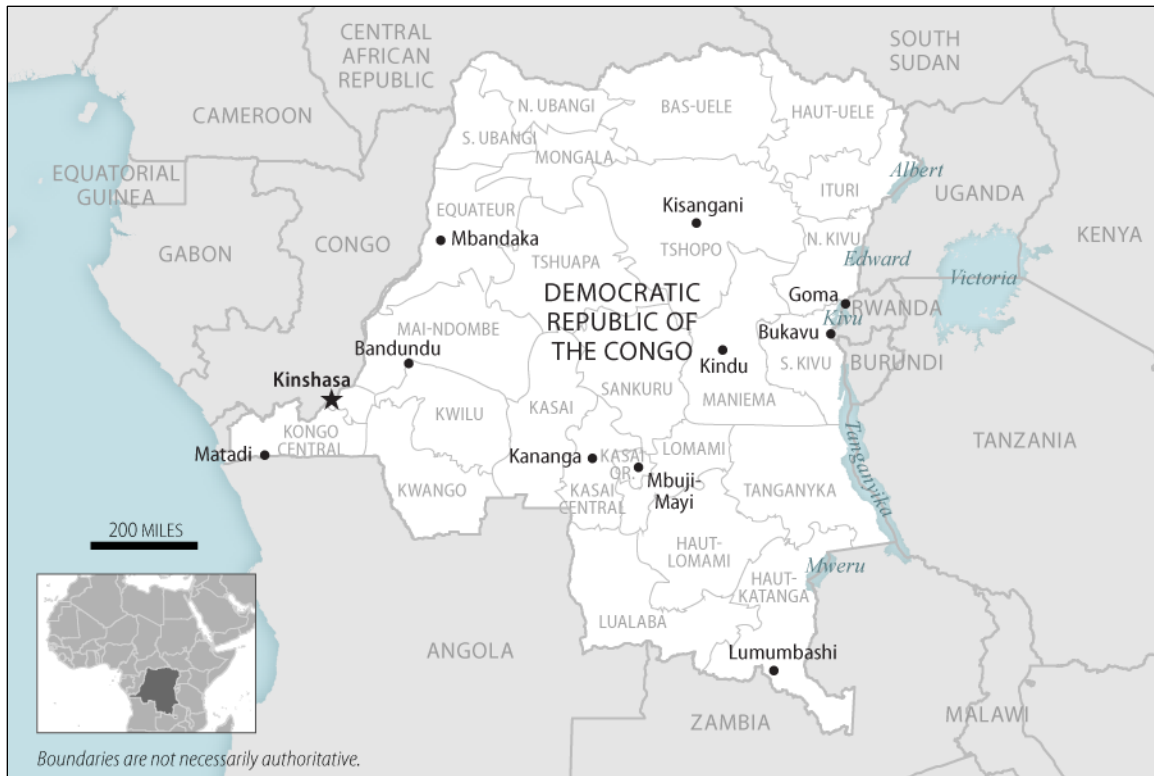 CENTRAL
AFRICAN
REPUBLIC
SOUTH
SUDAN
CAMEROON
N. UBANGI
BAS-UELE
HAUT-UELE
S. UBANGI
MONGALA
EQUATORIAL
GUINEA
Albert
UGANDA
ITURI
EQUATEUR
Kisangani
KENYA
Mbandaka
GABON
CONGO
TSHOPO
N. KIVU
TSHUAPA
Edward
Victoria
DEMOCRATIC
REPUBLIC OF
THE CONGO
Goma
RWANDA
Kivu
MAI-NDOMBE
Bukavu
Bandundu
Kindu
S. KIVU
BURUNDI
Kinshasa
SANKURU
MANIEMA
KASAI
KWILU
KONGO
CENTRAL
TANZANIA
Matadi
Kananga
KASAI
OR.
LOMAMI
Tanganyika
Mbuji-
Mayi
KWANGO
KASAI
CENTRAL
TANGANYIKA
200 MILES
HAUT-
LOMAMI
Mweru
HAUT-
KATANGA
LUALABA
ANGOLA
Lumumbashi
ZAMBIA
MALAWI
Boundaries are not necessarily authoritative.